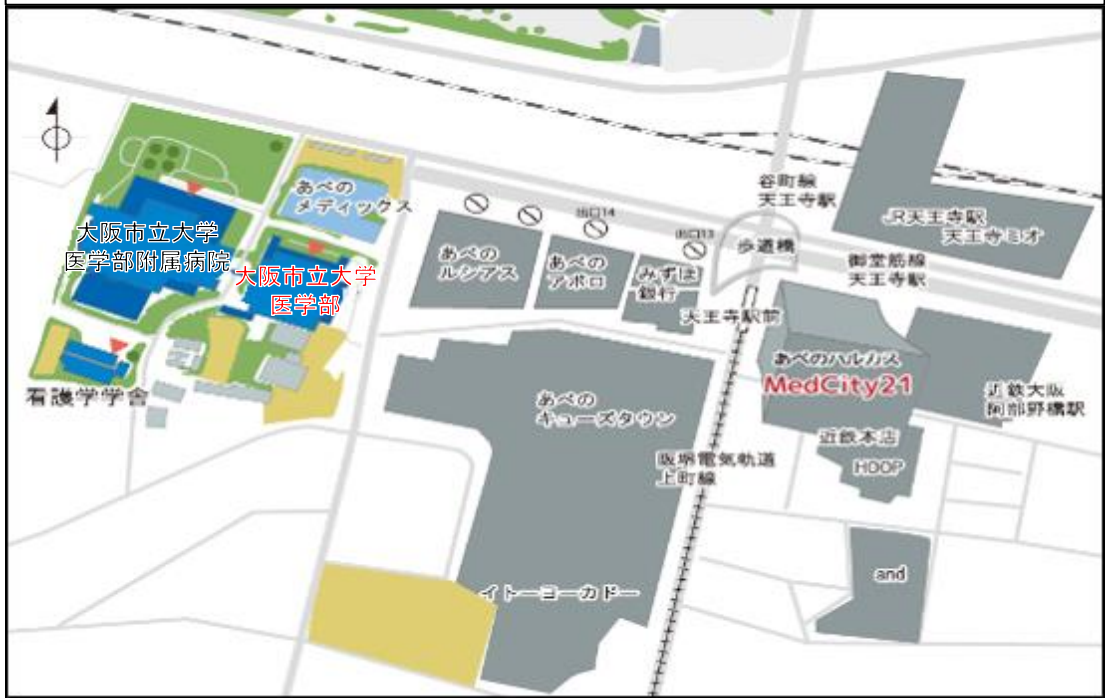 谷町線
天王寺駅
あべの
メディックス
出口14
出口13
JR天王寺駅
天王寺ミオ
大阪市立大学
医学部附属病院
大阪市立大学
医学部
あべの
ルシアス
あべの
アポロ
みずほ
銀行
歩道橋
御堂筋線
天王寺駅
天王寺駅前
あべのハルカス
MedCity21
近鉄大阪
阿部野橋駅
看護学学舎
あべの
キューズタウン
近鉄本店
HOOP
阪堺電気軌道
上町線
and
イトーヨーカドー